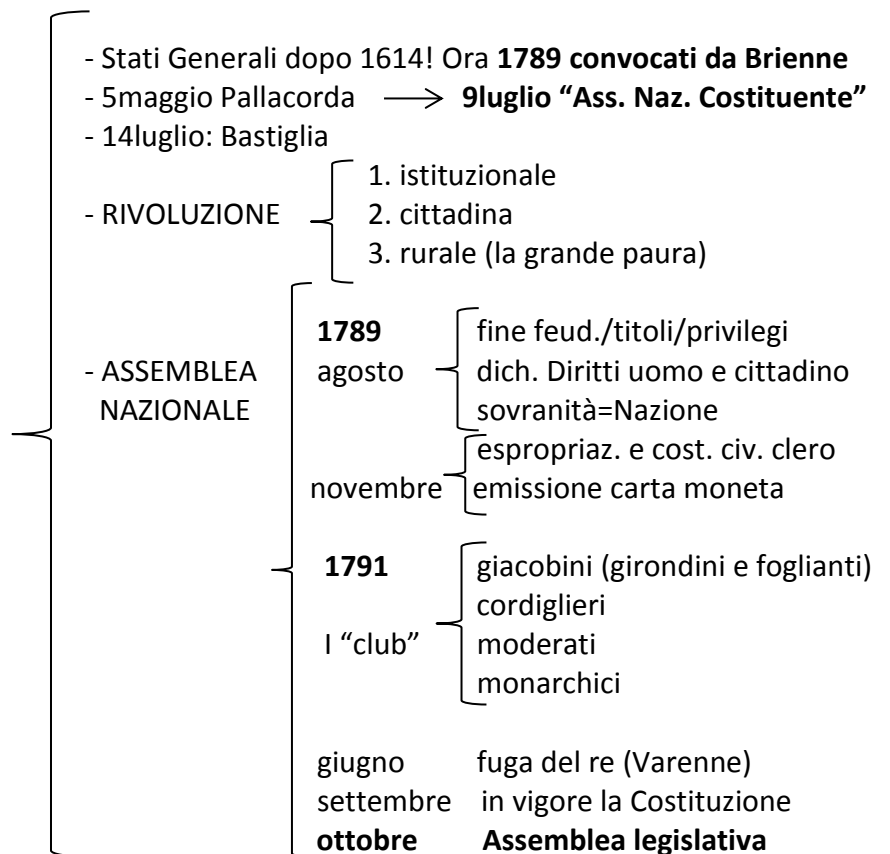 - Stati Generali dopo 1614! Ora 1789 convocati da Brienne
- 5maggio Pallacorda → 9luglio “Ass. Naz. Costituente”
- 14luglio: Bastiglia
1. istituzionale
- RIVOLUZIONE 2. cittadina
3. rurale (la grande paura)
1789 fine feud./titoli/privilegi
- ASSEMBLEA agosto dich. Diritti uomo e cittadino
NAZIONALE sovranità=Nazione
espropriaz. e cost. civ. clero
novembre emissione carta moneta
1791 giacobini (girondini e foglianti)
cordiglieri
I “club” moderati
monarchici
giugno fuga del re (Varenne)
settembre in vigore la Costituzione
ottobre Assemblea legislativa